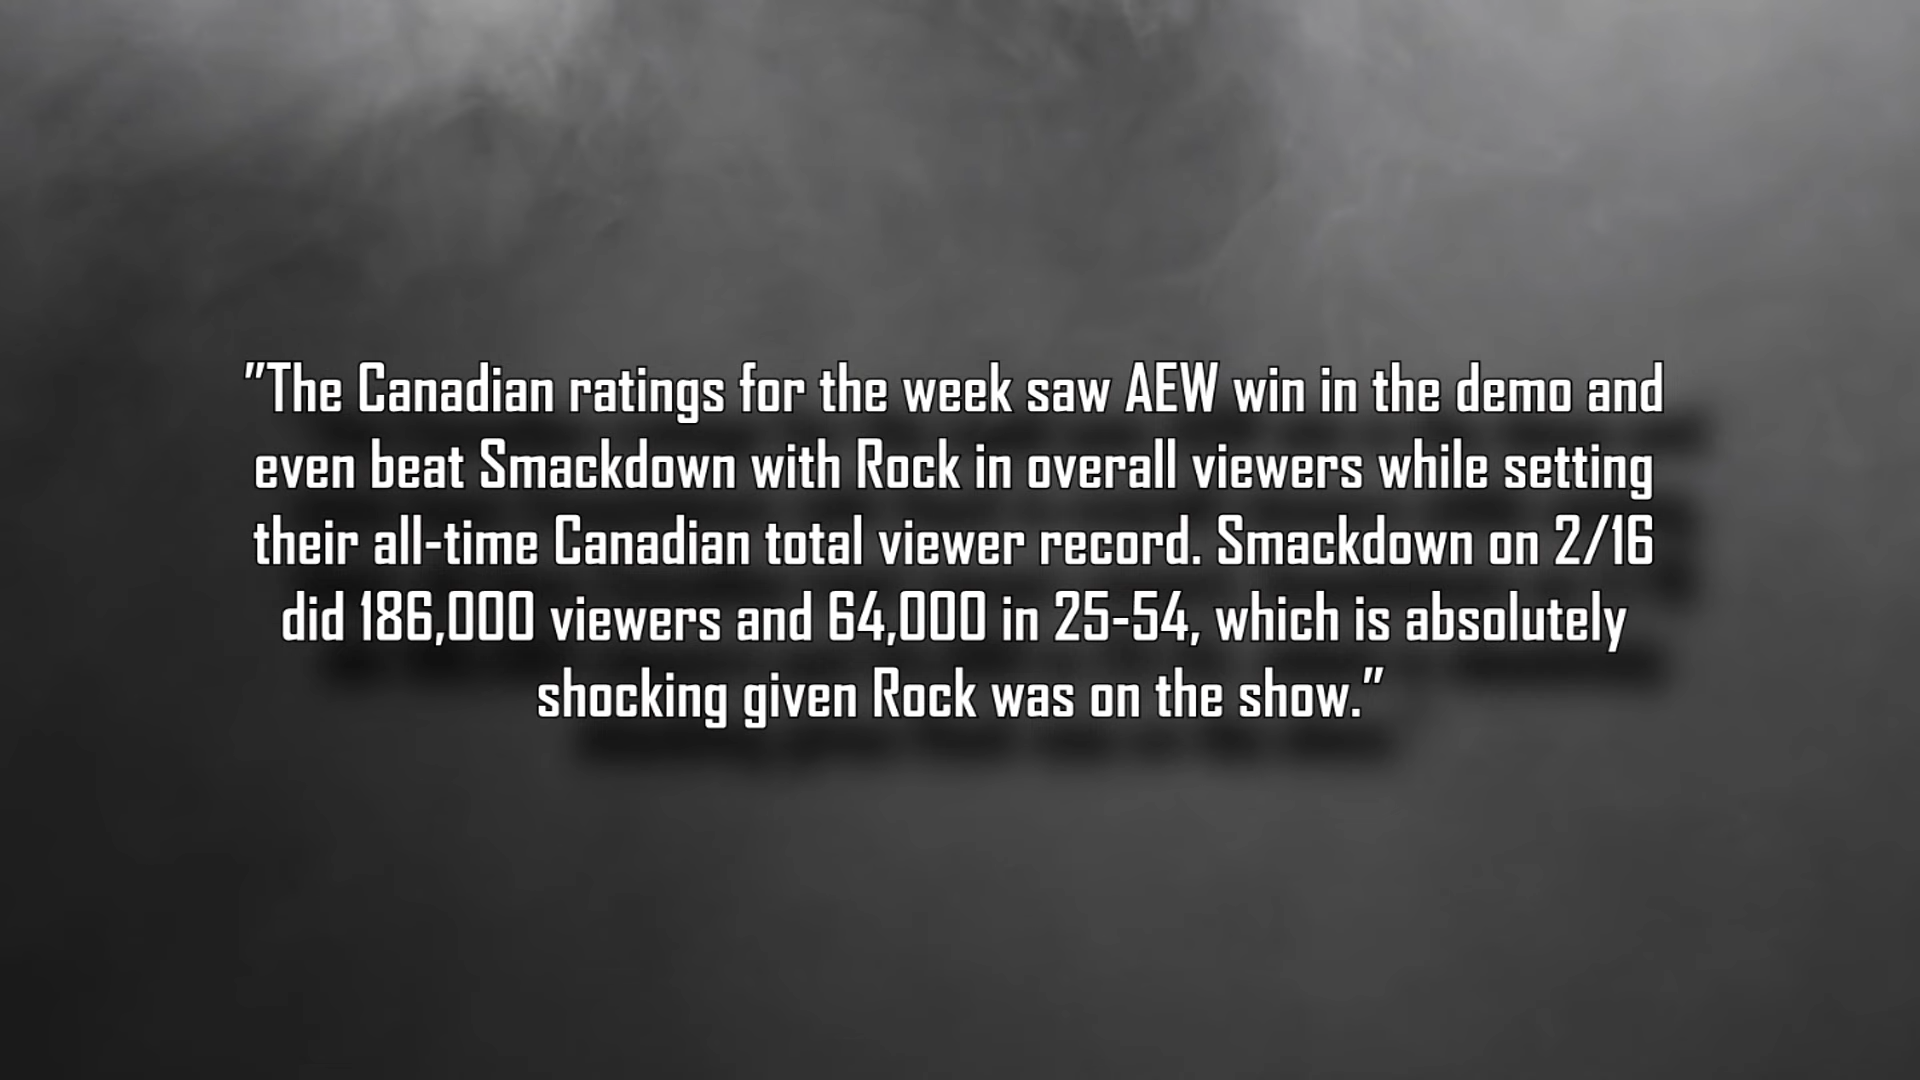 "The Canadian ratings for the week saw AEW win in the demo and
even beat Smackdown with Rock in overall viewers while setting
their all-time Canadian total viewer record. Smackdown on 2/16
did 186,000 viewers and 64,000 in 25-54, which is absolutely
shocking given Rock was on the show."